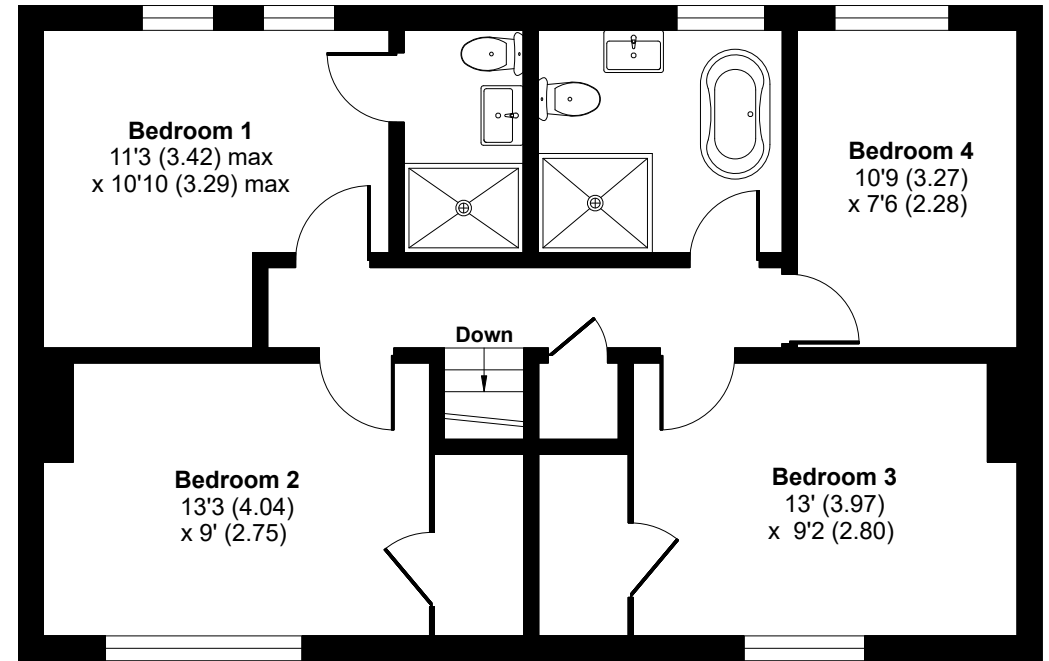 Bedroom 1
11'3 (3.42) max
x 10'10 (3.29) max
Bedroom 4
10'9 (3.27)
x 7'6 (2.28)
Down
Bedroom 2
13'3 (4.04)
x 9' (2.75)
Bedroom 3
13' (3.97)
x 9'2 (2.80)